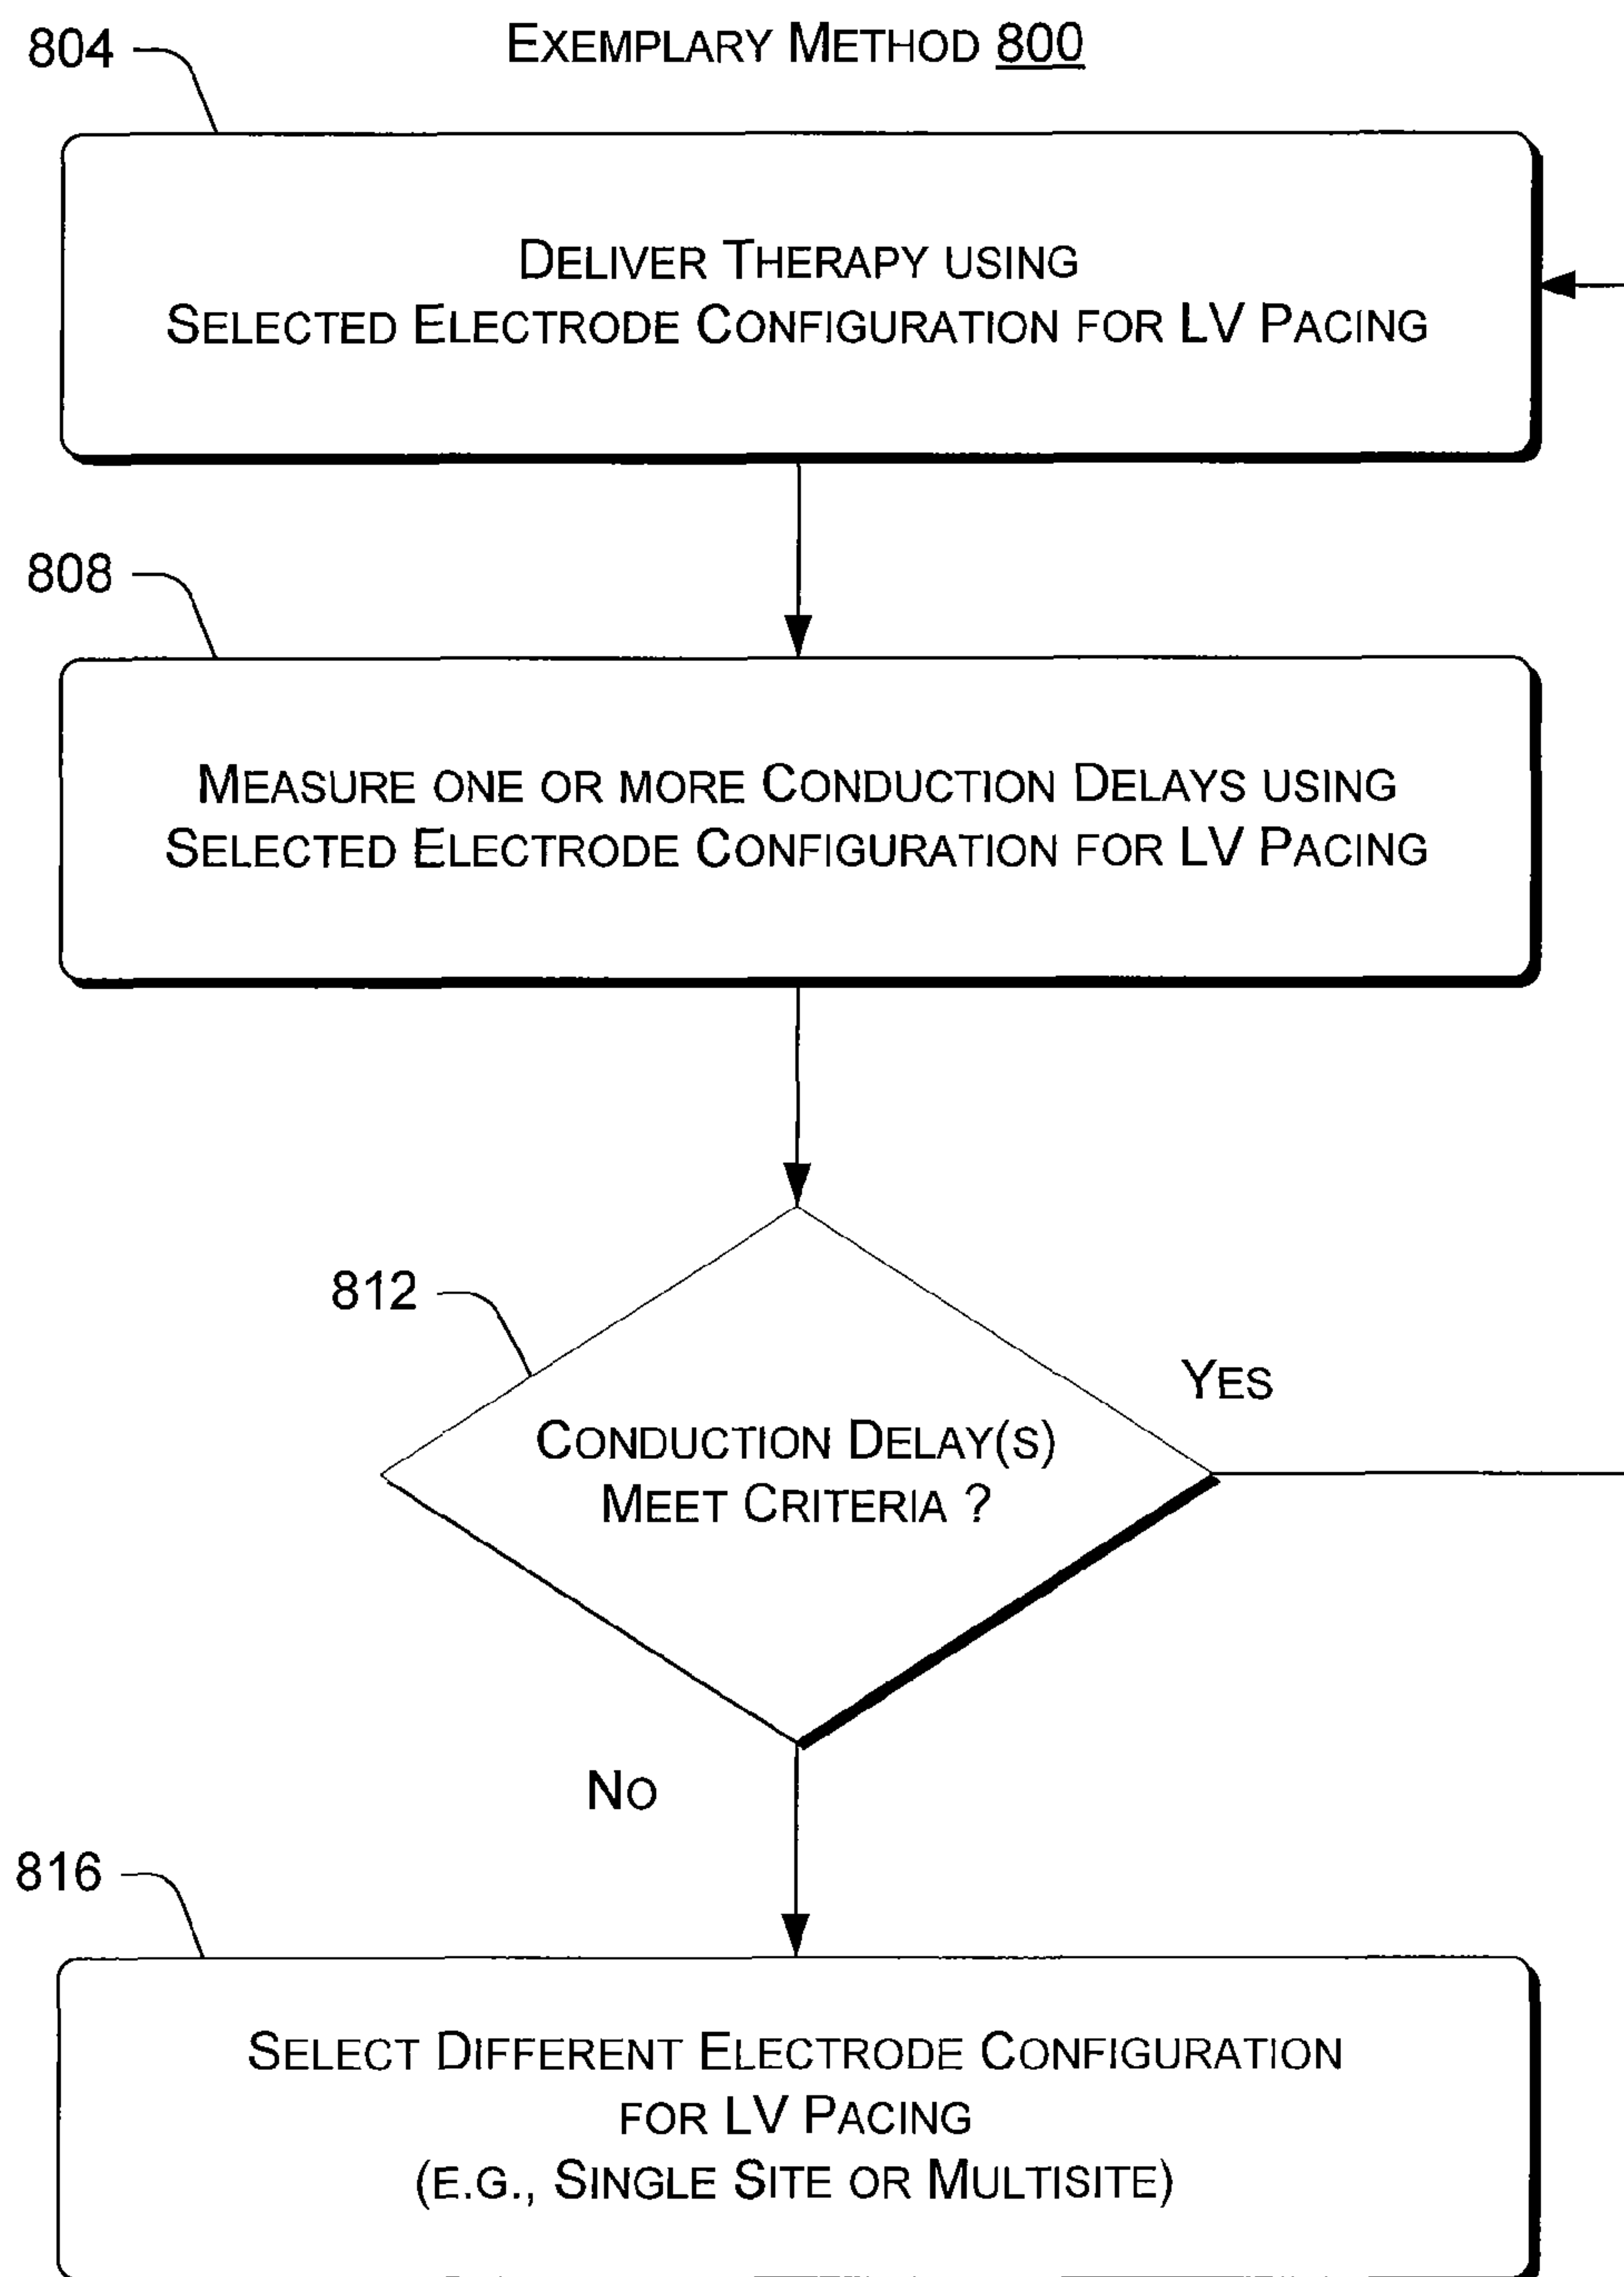 EXEMPLARY METHOD 800
804
DELIVER THERAPY USING
SELECTED ELECTRODE CONFIGURATION FOR LV PACING
808
MEASURE ONE OR MORE CONDUCTION DELAYS USING
SELECTED ELECTRODE CONFIGURATION FOR LV PACING
812
YES
CONDUCTION DELAY(S)
MEET CRITERIA ?
NO
816
SELECT DIFFERENT ELECTRODE CONFIGURATION
FOR LV PACING
(E.G., SINGLE SITE OR MULTISITE)